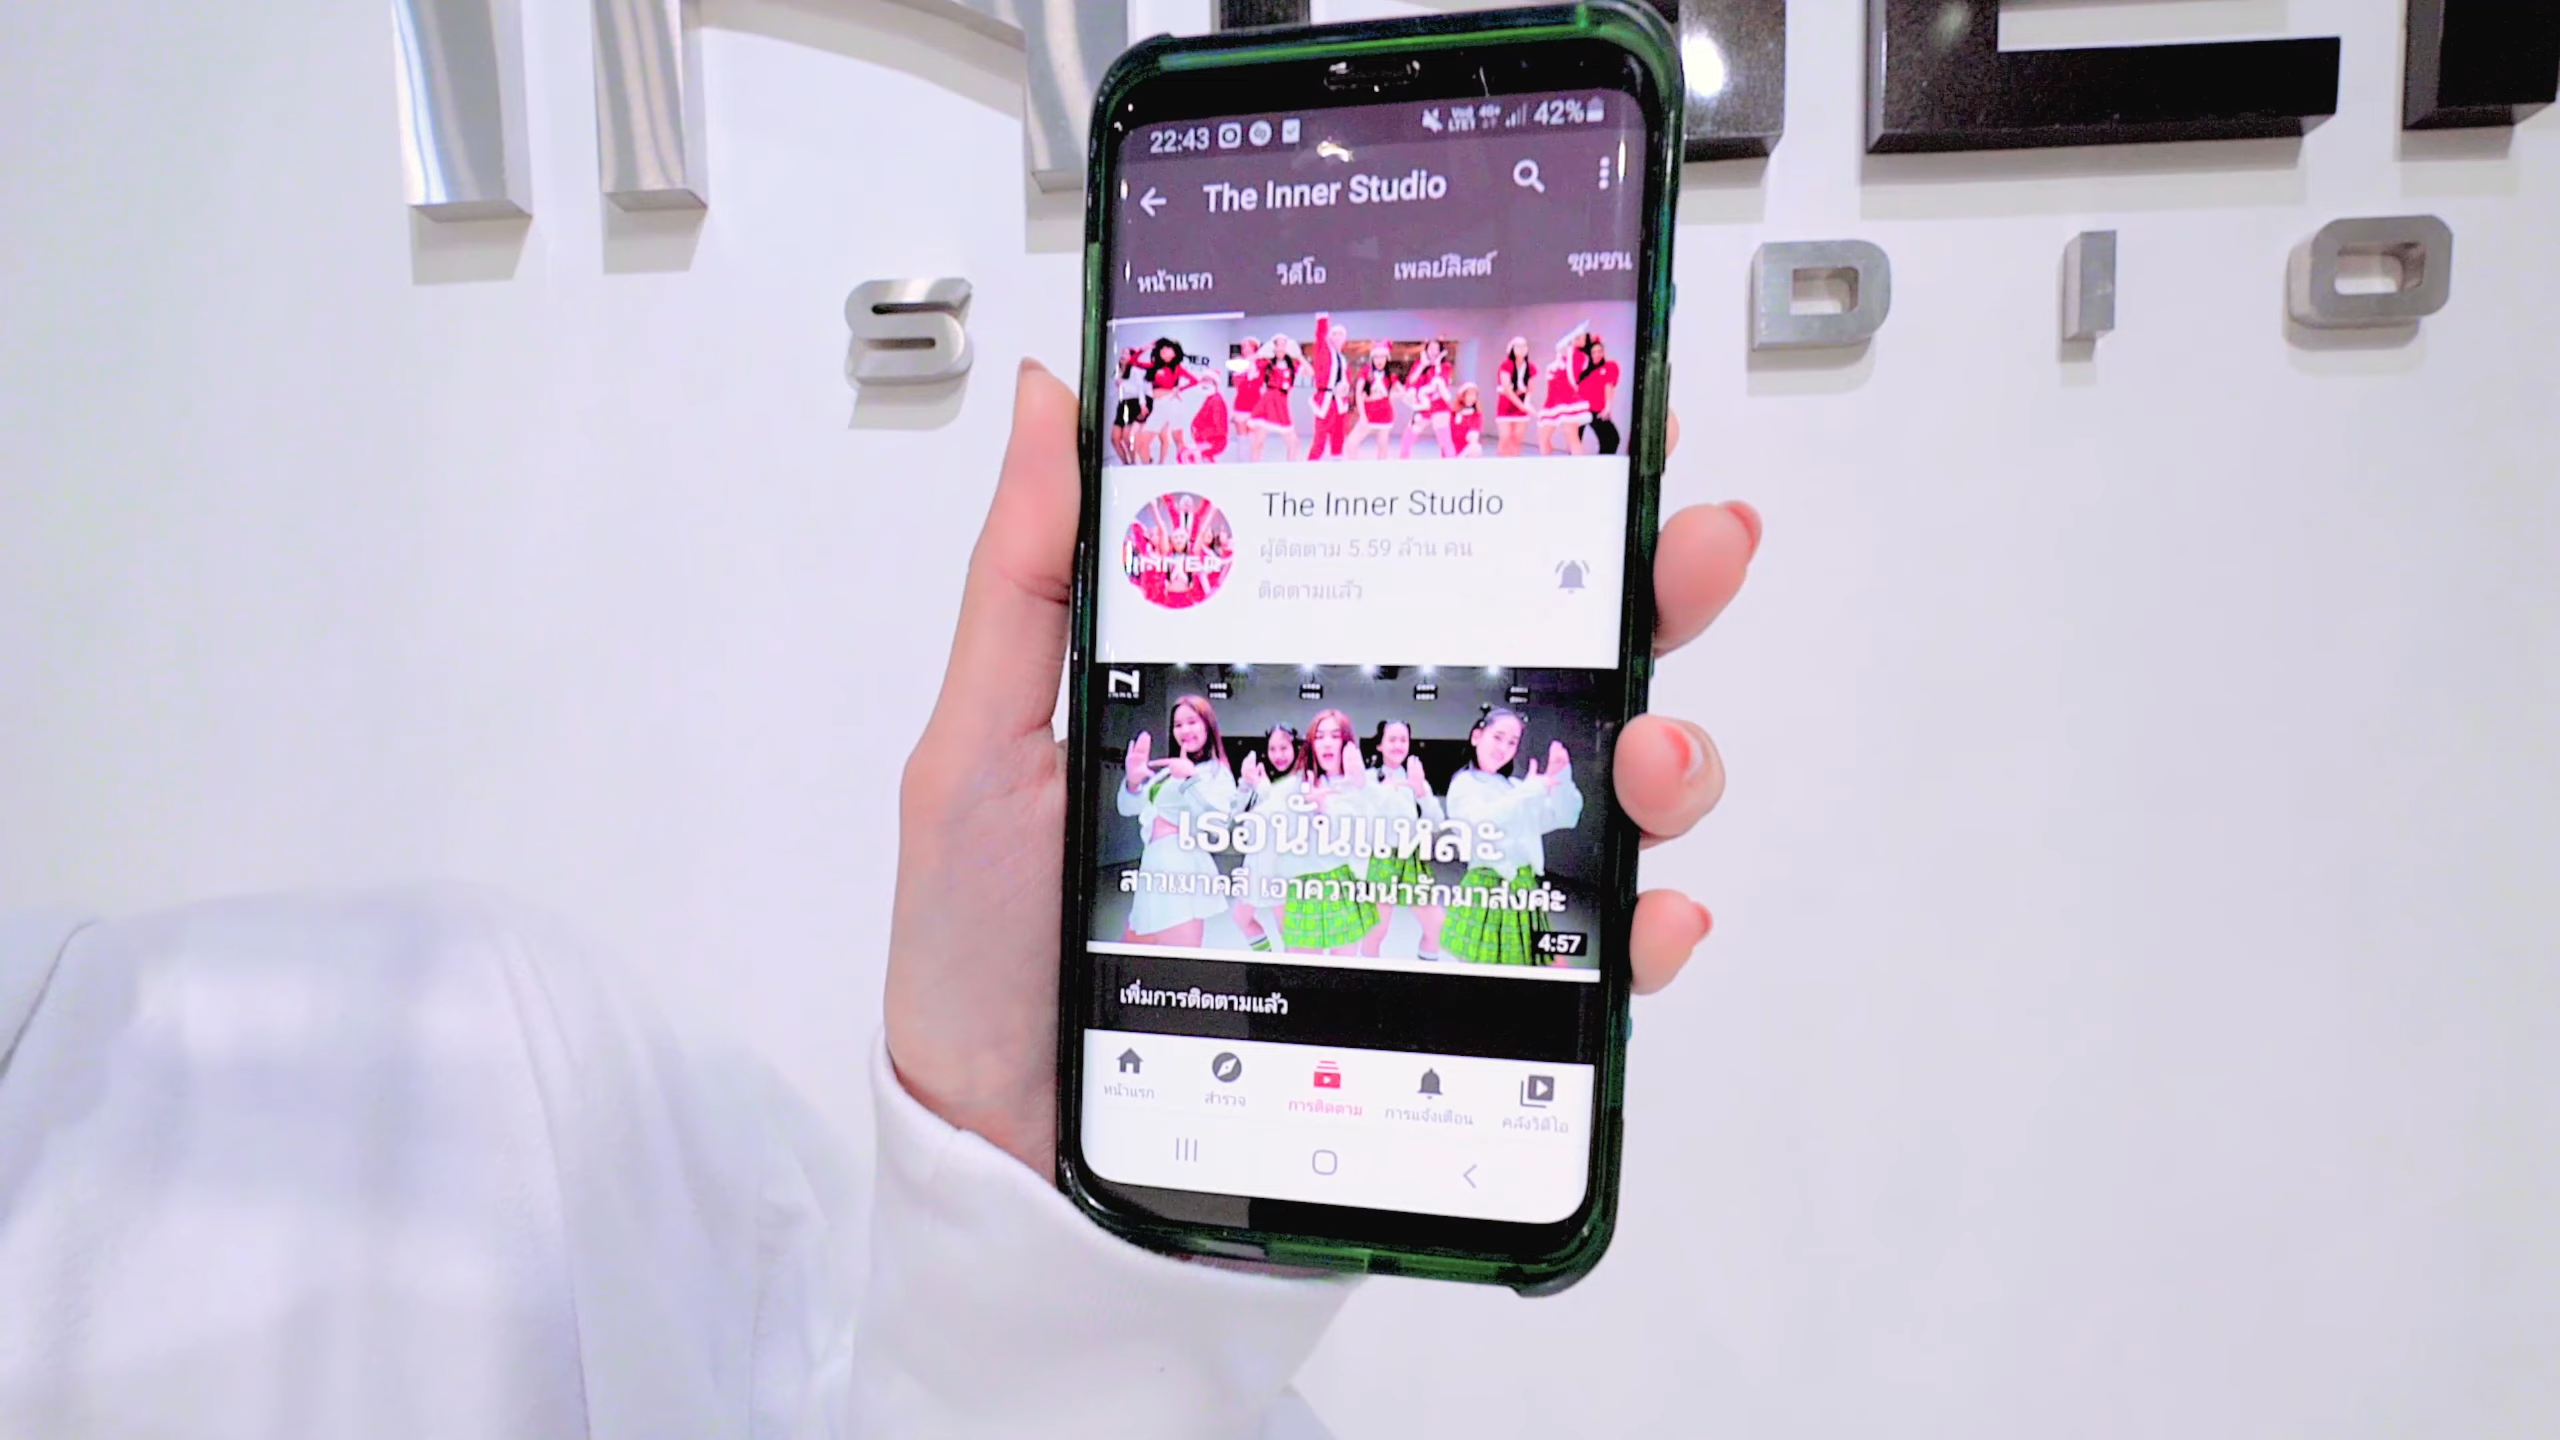 S
D I O
22:43
42%
The Inner Studio
หน้าแรก วิดีโอ เพลย์ลิสต์ ชุมชน
INNER
The Inner Studio
ผู้ติดตาม 5.59 ล้าน คน
ติดตามแล้ว
เธอนั่นแหละ
สาวเมาคลี เอาความน่ารักมาส่งค่ะ
4:57
เพิ่มการติดตามแล้ว
หน้าแรก สำรวจ การติดตาม การแจ้งเตือน คลังวิดีโอ